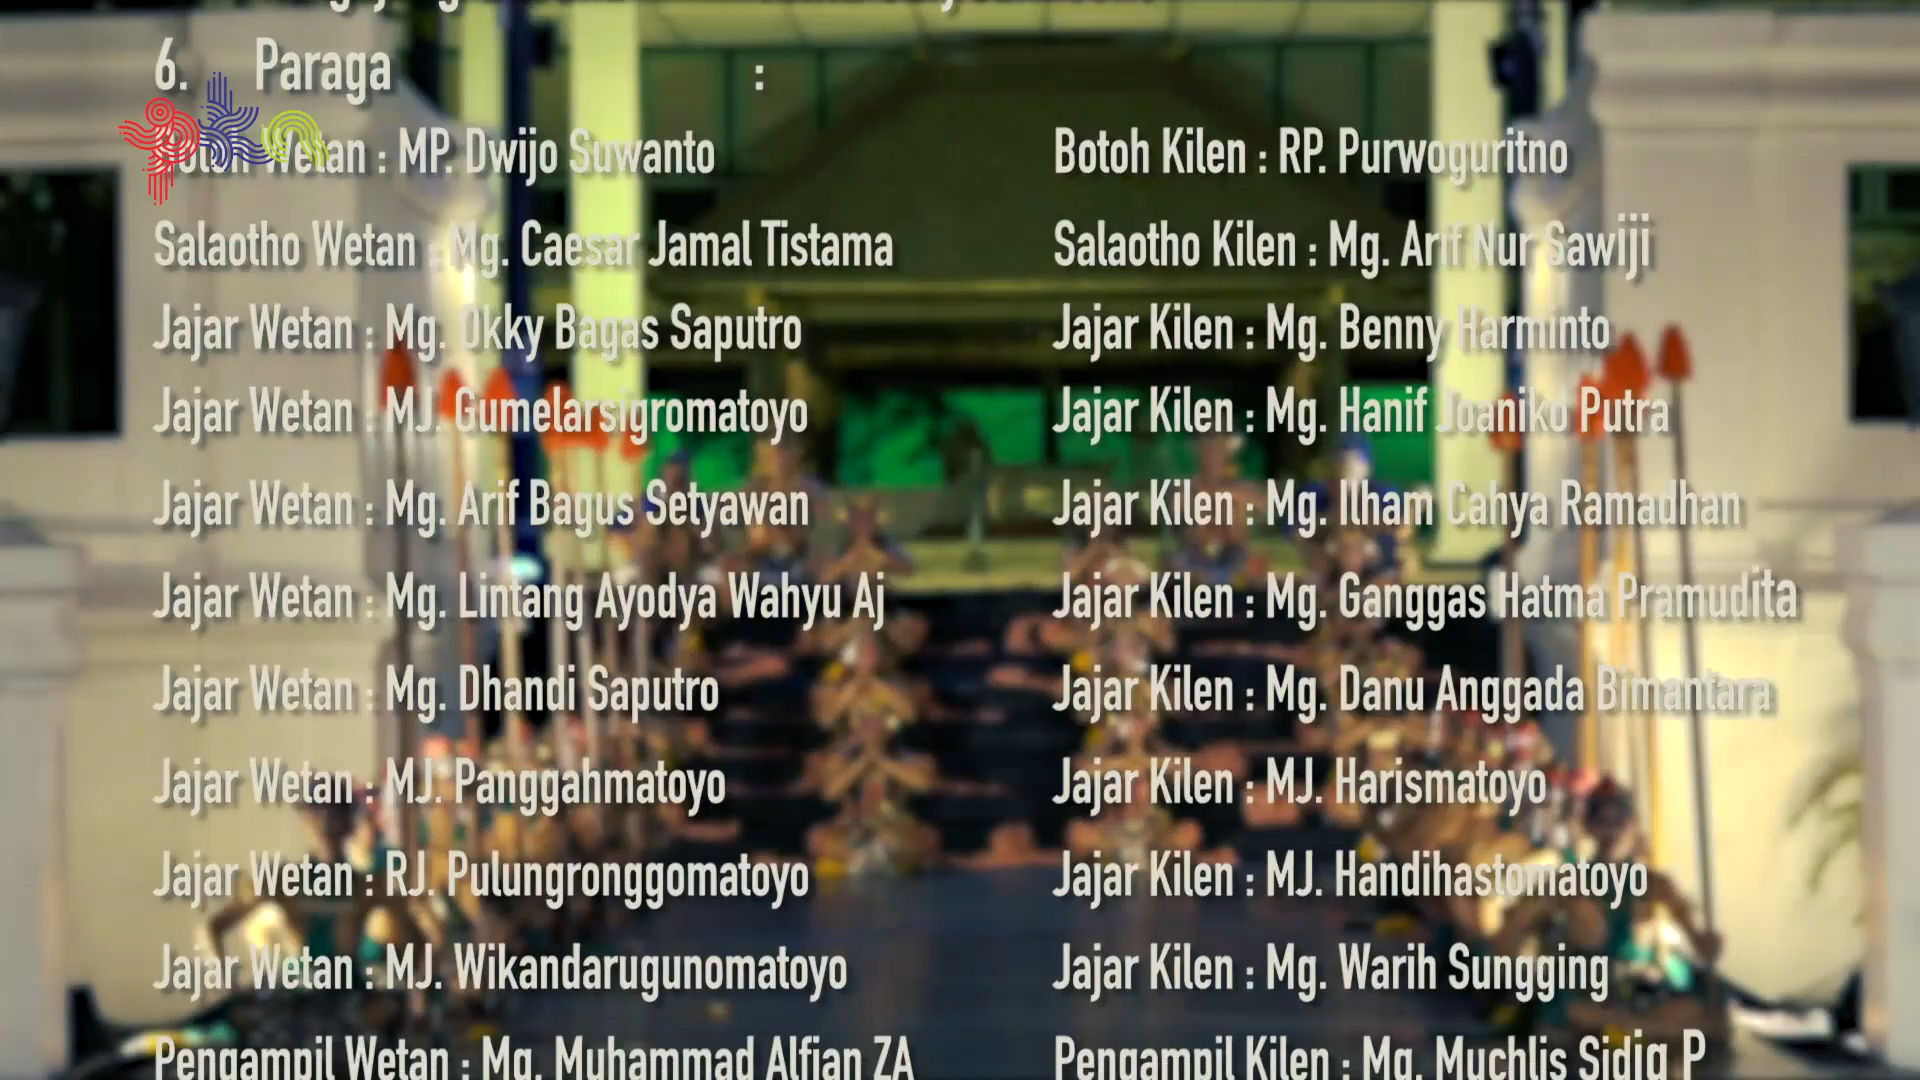 6. Paraga :
pkn
Wetan : MP. Dwijo Suwanto
Botoh Kilen : RP. Purwoguritno
Salaotho Wetan : Mg. Caesar Jamal Tistama
Salaotho Kilen : Mg. Arif Nur Sawiji
Jajar Wetan : Mg. Okky Bagas Saputro
Jajar Kilen : Mg. Benny Harminto
Jajar Wetan : MJ. Gumelarsigromatoyo
Jajar Kilen : Mg. Hanif Joaniko Putra
Jajar Wetan : Mg. Arif Bagus Setyawan
Jajar Kilen : Mg. Ilham Cahya Ramadhan
Jajar Wetan : Mg. Lintang Ayodya Wahyu Aj
Jajar Kilen : Mg. Ganggas Hatma Pramudita
Jajar Wetan : Mg. Dhandi Saputro
Jajar Kilen : Mg. Danu Anggada Bimantara
Jajar Wetan : MJ. Panggahmatoyo
Jajar Kilen : MJ. Harismatoyo
Jajar Wetan : RJ. Pulungronggomatoyo
Jajar Kilen : MJ. Handihastomatoyo
Jajar Wetan : MJ. Wikandarugunomatoyo
Jajar Kilen : Mg. Warih Sungging
Pengampil Wetan : Mg. Muhammad Alfian ZA
Pengampil Kilen : Mg. Muchlis Sidiq P